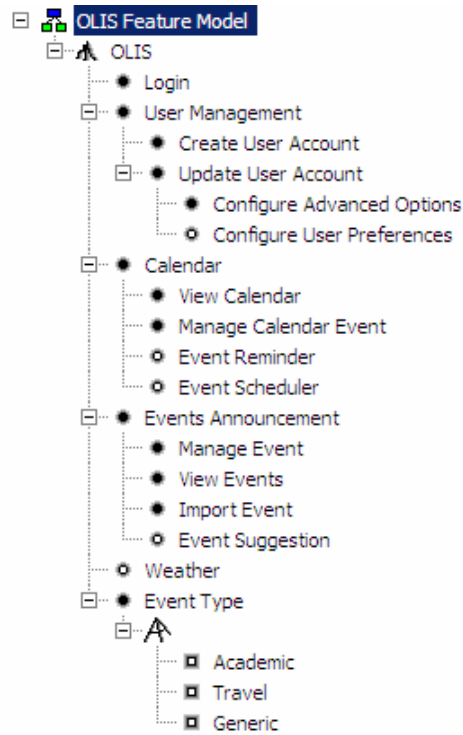 OLIS Feature Model
OLIS
Login
User Management
Create User Account
Update User Account
Configure Advanced Options
Configure User Preferences
Calendar
View Calendar
Manage Calendar Event
Event Reminder
Event Scheduler
Events Announcement
Manage Event
View Events
Import Event
Event Suggestion
Weather
Event Type
Academic
Travel
Generic